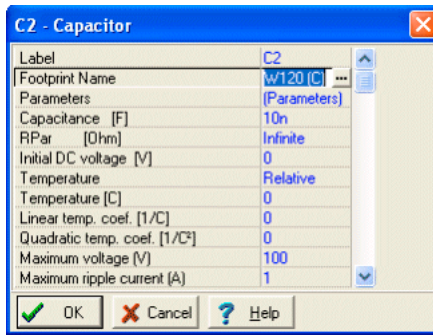 C2 - Capacitor
Label C2
Footprint Name W120 (C) ...
Parameters (Parameters)
Capacitance [F] 10n
RPar [Ohm] Infinite
Initial DC voltage [V] 0
Temperature Relative
Temperature [C] 0
Linear temp. coef. [1/C] 0
Quadratic temp. coef. [1/C²] 0
Maximum voltage (V) 100
Maximum ripple current (A) 1
OK Cancel ? Help